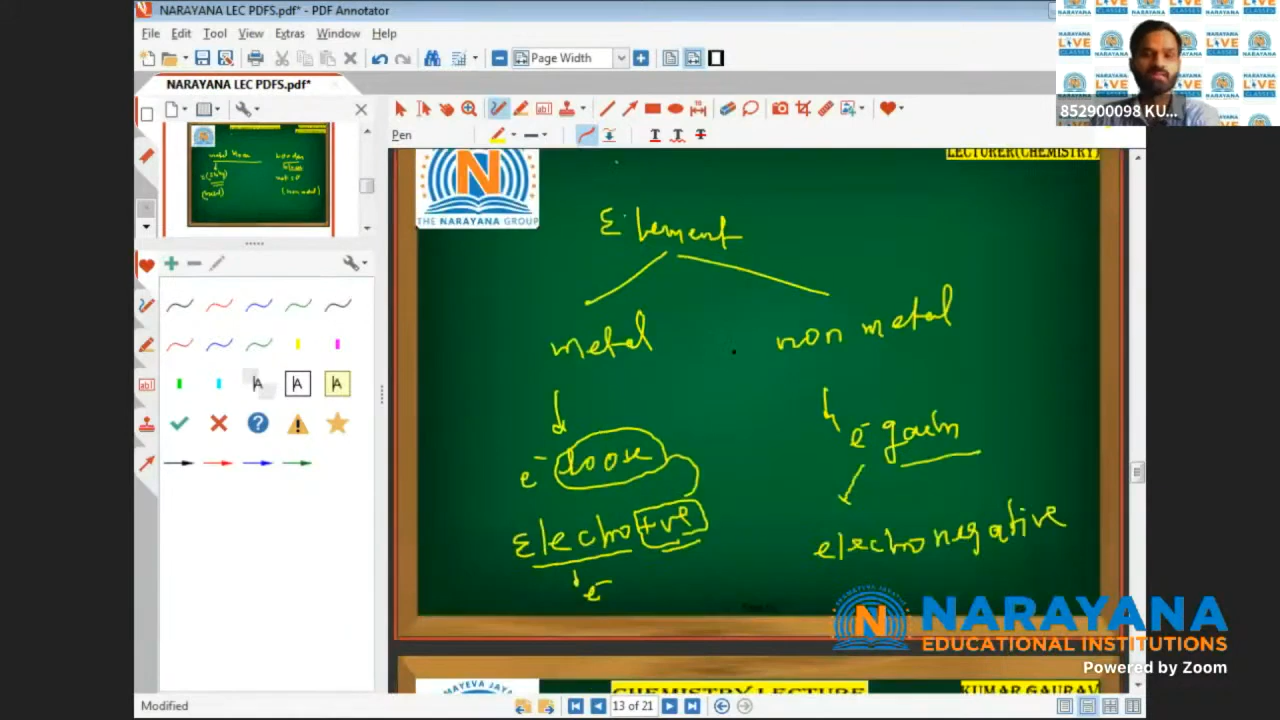 NARAYANA LEC PDFS.pdf* - PDF Annotator
File Edit Tool View Extras Window Help
Page Width
NARAYANA LEC PDFS.pdf*
Pen
852900098 KU...
N
THE NARAYANA GROUP
LECTURER(CHEMISTRY)
Element
metal
non metal
e⁻ loose
e⁻ gain
Electro +ve
electronegative
e⁻
N
NARAYANA
EDUCATIONAL INSTITUTIONS
Powered by Zoom
CHEMISTRY LECTURE
KUMAR GAURAV
Modified
13 of 21